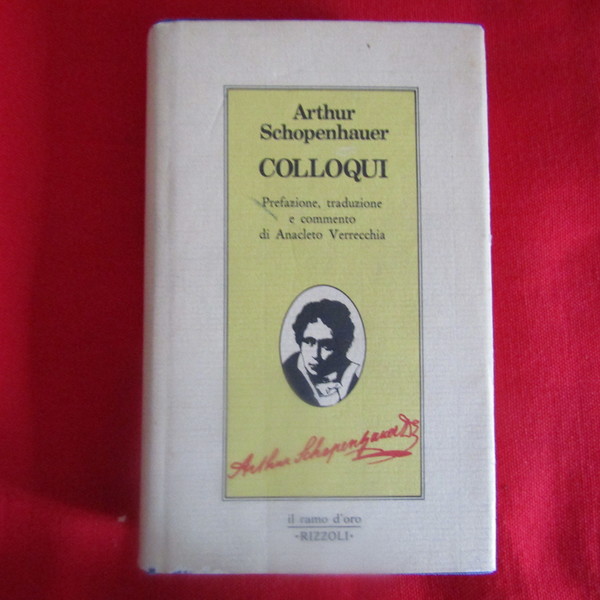 Arthur
Schopenhauer
COLLOQUI
Prefazione, traduzione
e commento
di Anacleto Verrecchia
Arthur Schopenhauer
il ramo d'oro
•RIZZOLI•